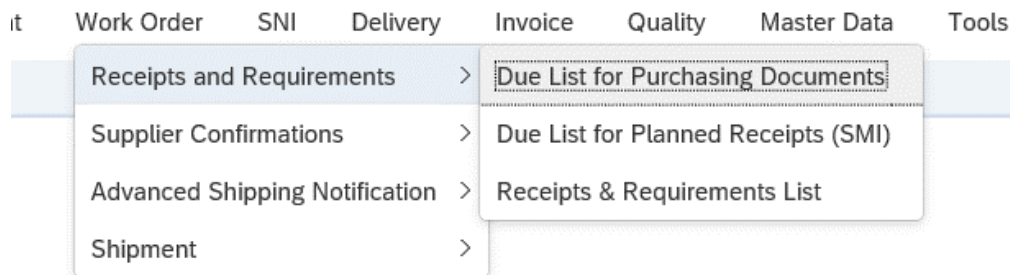 Work Order SNI Delivery Invoice Quality Master Data Tools
Receipts and Requirements
Due List for Purchasing Documents
Supplier Confirmations
Due List for Planned Receipts (SMI)
Advanced Shipping Notification
Receipts & Requirements List
Shipment